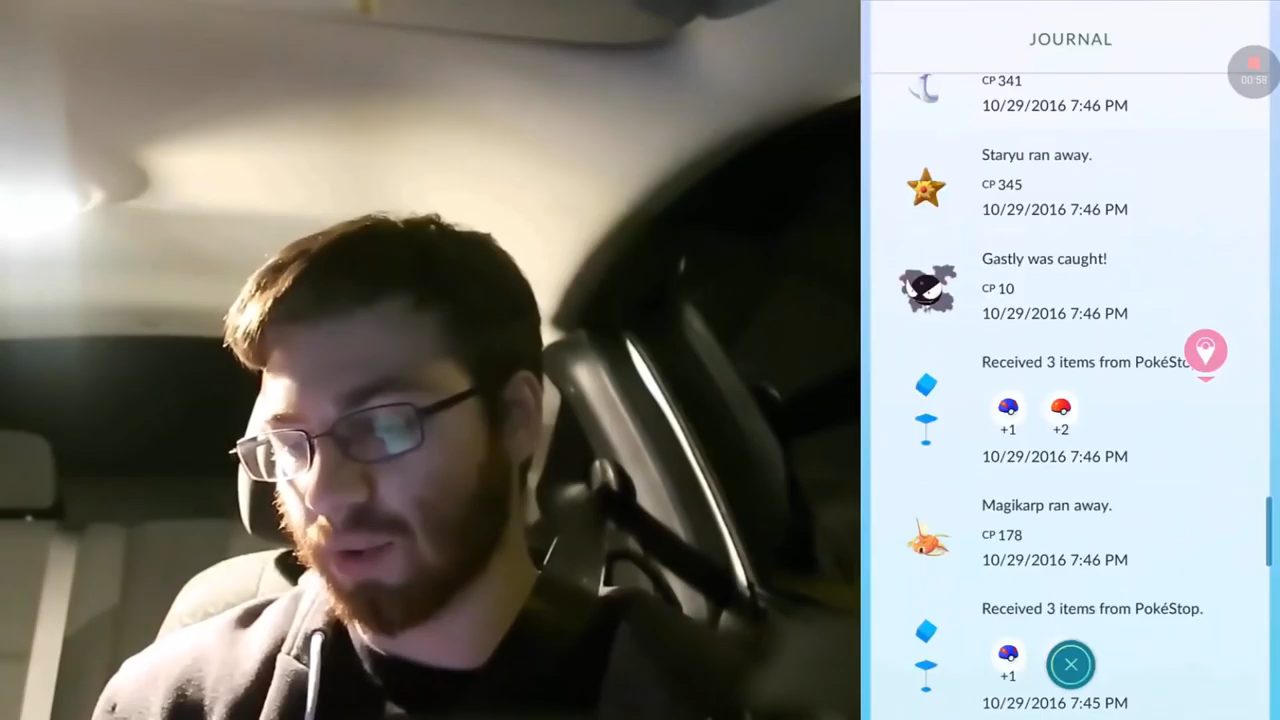 JOURNAL
00:58
CP 341
10/29/2016 7:46 PM
Staryu ran away.
CP 345
10/29/2016 7:46 PM
Gastly was caught!
CP 10
10/29/2016 7:46 PM
Received 3 items from PokéSto
+1 +2
10/29/2016 7:46 PM
Magikarp ran away.
CP 178
10/29/2016 7:46 PM
Received 3 items from PokéStop.
+1
10/29/2016 7:45 PM